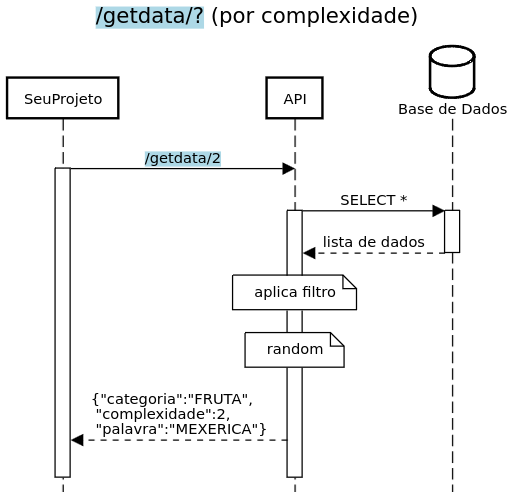 /getdata/? (por complexidade)
SeuProjeto
API
Base de Dados
/getdata/2
SELECT *
lista de dados
aplica filtro
random
{"categoria":"FRUTA",
"complexidade":2,
"palavra":"MEXERICA"}